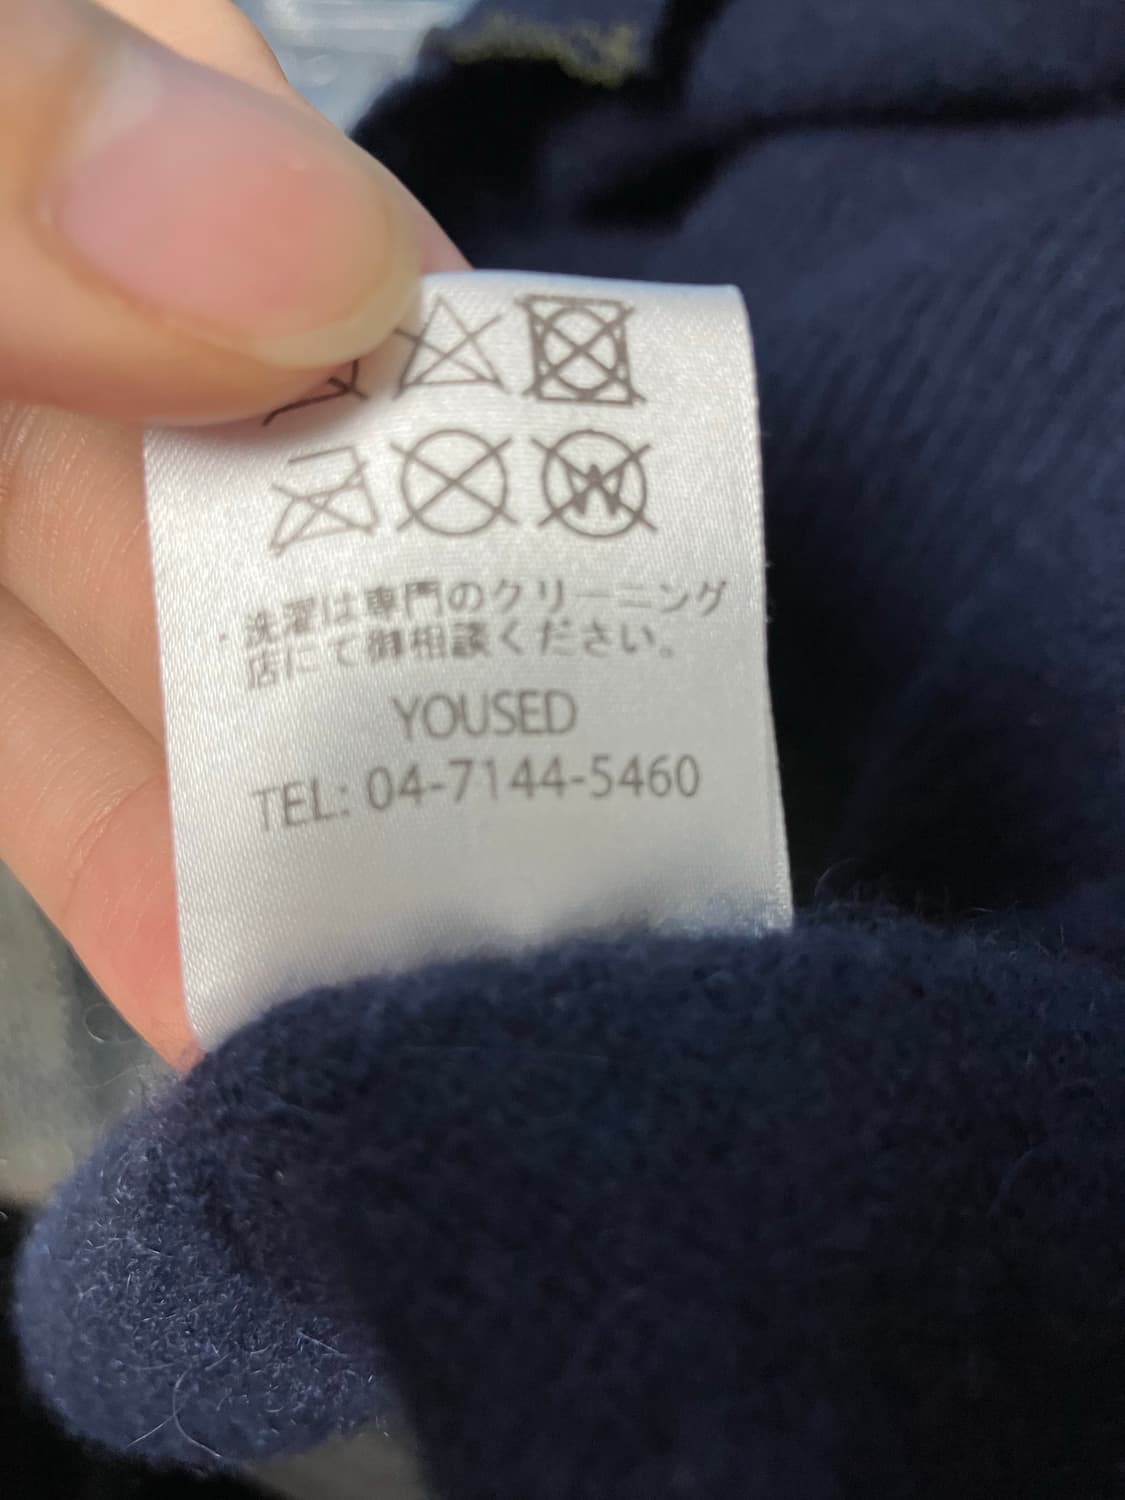 ・洗濯は専門のクリーニング
店にて御相談ください。
YOUSED
TEL: 04-7144-5460